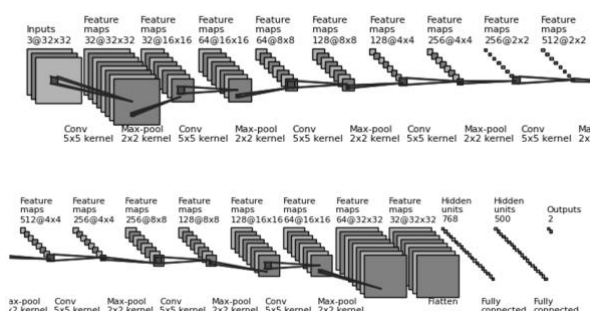 Inputs
3@32x32
Feature
maps
32@32x32
Feature
maps
32@16x16
Feature
maps
64@16x16
Feature
maps
64@8x8
Feature
maps
128@8x8
Feature
maps
128@4x4
Feature
maps
256@4x4
Feature
maps
256@2x2
Feature
maps
512@2x2
Conv
5x5 kernel
Max-pool
2x2 kernel
Conv
5x5 kernel
Max-pool
2x2 kernel
Conv
5x5 kernel
Max-pool
2x2 kernel
Conv
5x5 kernel
Max-pool
2x2 kernel
Conv
5x5 kernel
Ma
2x2
Feature
maps
512@4x4
Feature
maps
256@4x4
Feature
maps
256@8x8
Feature
maps
128@8x8
Feature
maps
128@16x16
Feature
maps
64@16x16
Feature
maps
64@32x32
Feature
maps
32@32x32
Hidden
units
768
Hidden
units
500
Outputs
2
ax-pool
x2 kernel
Conv
5x5 kernel
Max-pool
2x2 kernel
Conv
5x5 kernel
Max-pool
2x2 kernel
Conv
5x5 kernel
Max-pool
2x2 kernel
Flatten
Fully
connected
Fully
connected